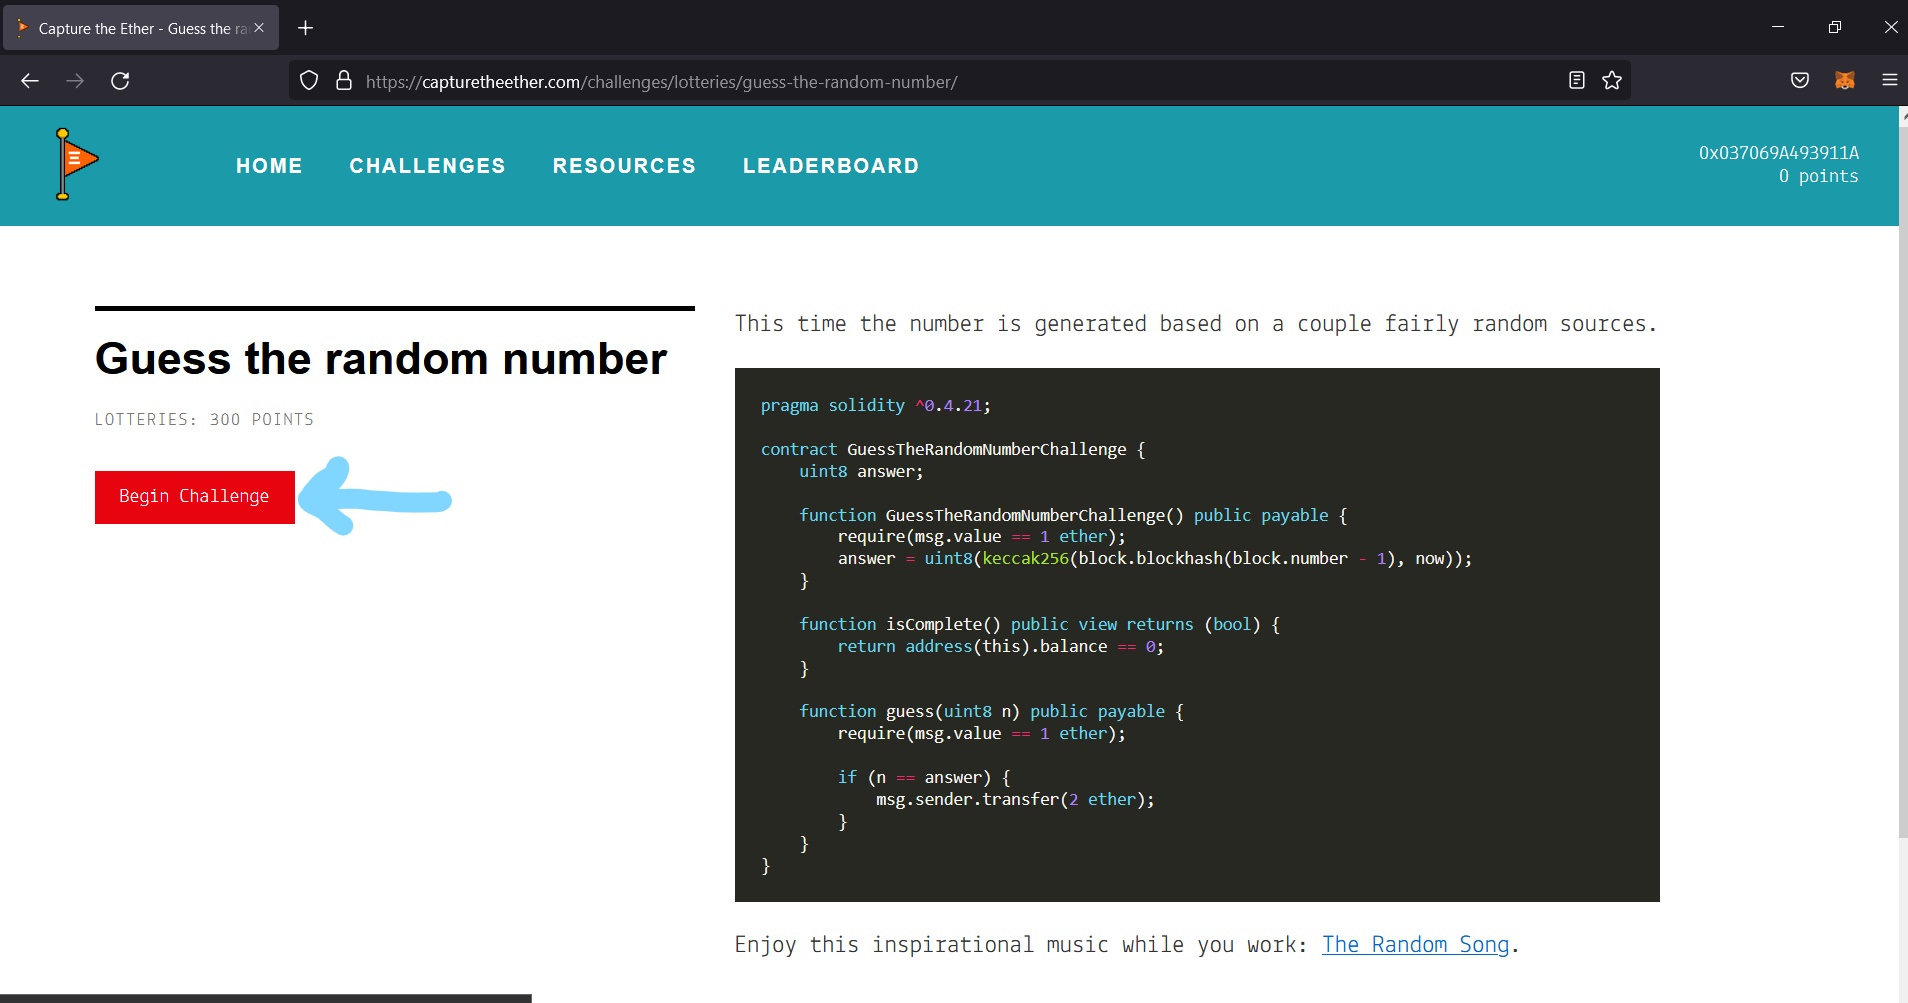 Capture the Ether - Guess the ra
https://capturetheether.com/challenges/lotteries/guess-the-random-number/
HOME CHALLENGES RESOURCES LEADERBOARD
0x037069A493911A
0 points
Guess the random number
LOTTERIES: 300 POINTS
Begin Challenge
This time the number is generated based on a couple fairly random sources.
pragma solidity ^0.4.21;
contract GuessTheRandomNumberChallenge {
    uint8 answer;
    function GuessTheRandomNumberChallenge() public payable {
        require(msg.value == 1 ether);
        answer = uint8(keccak256(block.blockhash(block.number - 1), now));
    }
    function isComplete() public view returns (bool) {
        return address(this).balance == 0;
    }
    function guess(uint8 n) public payable {
        require(msg.value == 1 ether);
        if (n == answer) {
            msg.sender.transfer(2 ether);
        }
    }
}
Enjoy this inspirational music while you work: The Random Song.